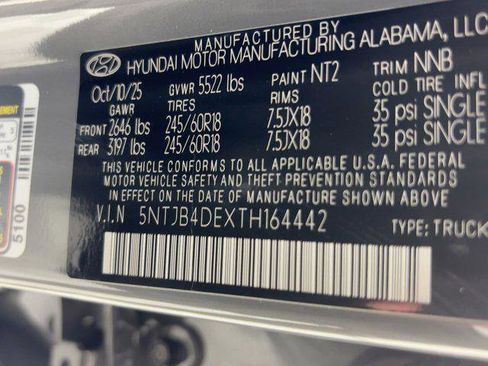 MANUFACTURED BY
HYUNDAI MOTOR MANUFACTURING ALABAMA, LLC
Oct/10/25 GVWR 5522 lbs PAINT NT2 TRIM NNB
GAWR TIRES RIMS COLD TIRE INFL
FRONT 2646 lbs 245/60R18 7.5JX18 35 psi SINGLE
REAR 3197 lbs 245/60R18 7.5JX18 35 psi SINGLE
THIS VEHICLE CONFORMS TO ALL APPLICABLE U.S.A. FEDERAL
MOTOR VEHICLE SAFETY AND THEFT PREVENTION STANDARDS
IN EFFECT ON THE DATE OF MANUFACTURE SHOWN ABOVE
V.I.N 5NTJB4DEXTH164442
TYPE: TRUCK
5100